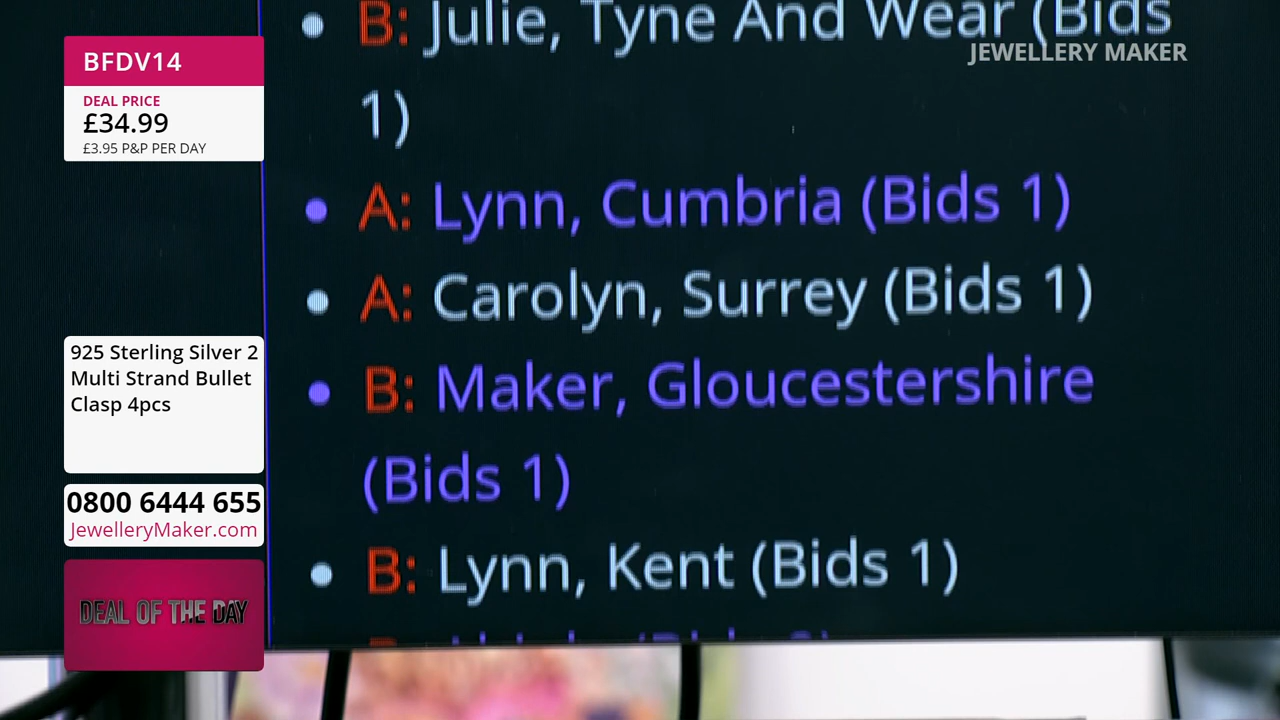 BFDV14
DEAL PRICE
£34.99
£3.95 P&P PER DAY
925 Sterling Silver 2
Multi Strand Bullet
Clasp 4pcs
0800 6444 655
JewelleryMaker.com
DEAL OF THE DAY
JEWELLERY MAKER
B: Julie, Tyne And Wear (Bids
1)
A: Lynn, Cumbria (Bids 1)
A: Carolyn, Surrey (Bids 1)
B: Maker, Gloucestershire
(Bids 1)
B: Lynn, Kent (Bids 1)